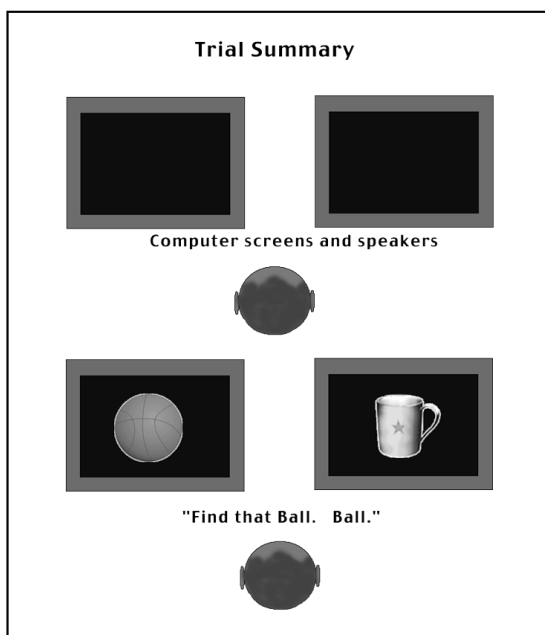 Trial Summary
Computer screens and speakers
"Find that Ball.   Ball."